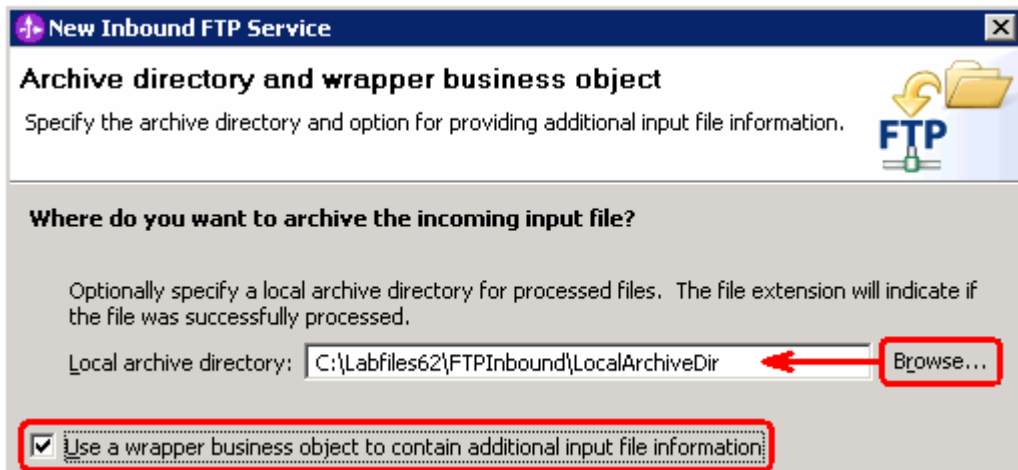 New Inbound FTP Service
Archive directory and wrapper business object
Specify the archive directory and option for providing additional input file information.
FTP
Where do you want to archive the incoming input file?
Optionally specify a local archive directory for processed files. The file extension will indicate if
the file was successfully processed.
Local archive directory: C:\Labfiles62\FTPInbound\LocalArchiveDir Browse...
Use a wrapper business object to contain additional input file information